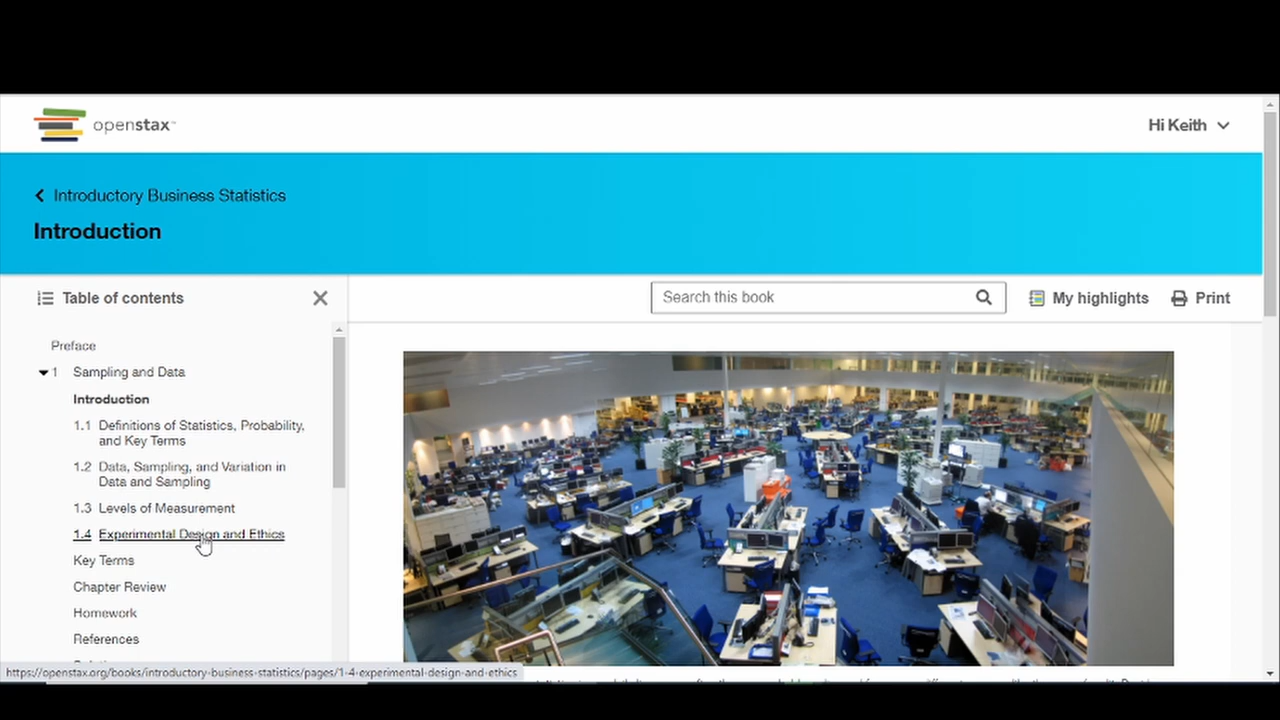 openstax™
Hi Keith
Introductory Business Statistics
Introduction
Table of contents
Search this book
My highlights
Print
Preface
1 Sampling and Data
Introduction
1.1 Definitions of Statistics, Probability,
and Key Terms
1.2 Data, Sampling, and Variation in
Data and Sampling
1.3 Levels of Measurement
1.4 Experimental Design and Ethics
Key Terms
Chapter Review
Homework
References
https://openstax.org/books/introductory-business-statistics/pages/1-4-experimental-design-and-ethics